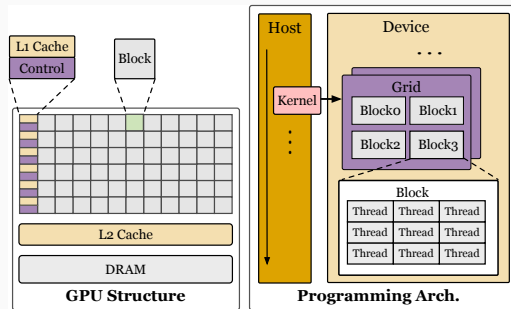 L1 Cache
Control
Block
L2 Cache
DRAM
GPU Structure
Host
Device
...
Kernel
Grid
Block0 Block1
Block2 Block3
Block
Thread Thread Thread
Thread Thread Thread
Thread Thread Thread
Programming Arch.